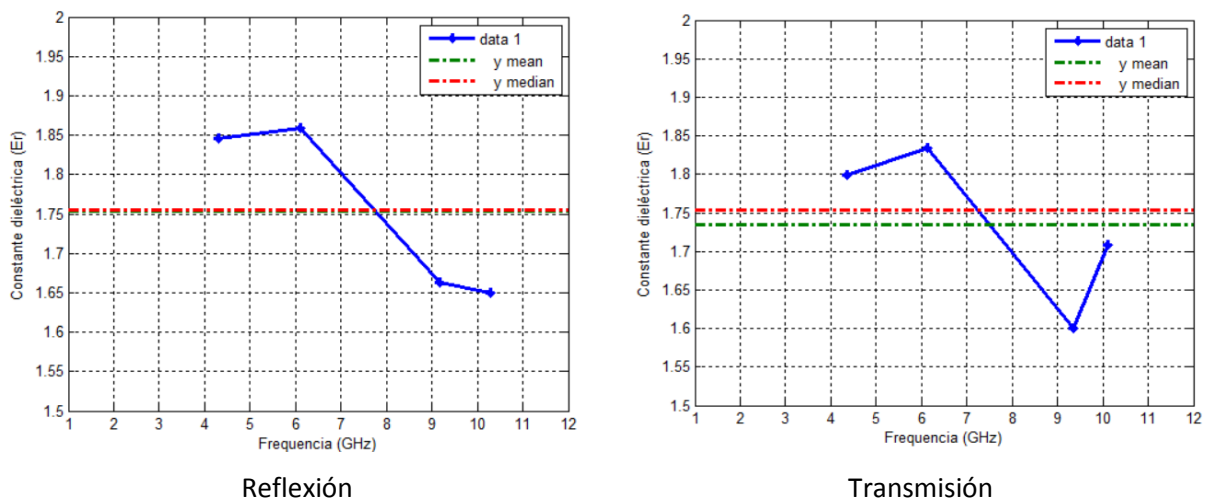 2
1.95
1.9
1.85
1.8
1.75
1.7
1.65
1.6
1.55
1.5
Constante dieléctrica (Er)
data 1
y mean
y median
1 2 3 4 5 6 7 8 9 10 11 12
Frequencia (GHz)
Reflexión
2
1.95
1.9
1.85
1.8
1.75
1.7
1.65
1.6
1.55
1.5
Constante dieléctrica (Er)
data 1
y mean
y median
1 2 3 4 5 6 7 8 9 10 11 12
Frequencia (GHz)
Transmisión